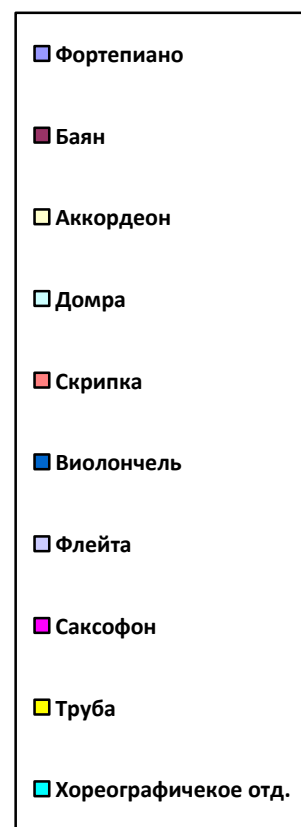 Фортепиано
Баян
Аккордеон
Домра
Скрипка
Виолончель
Флейта
Саксофон
Труба
Хореографичекое отд.